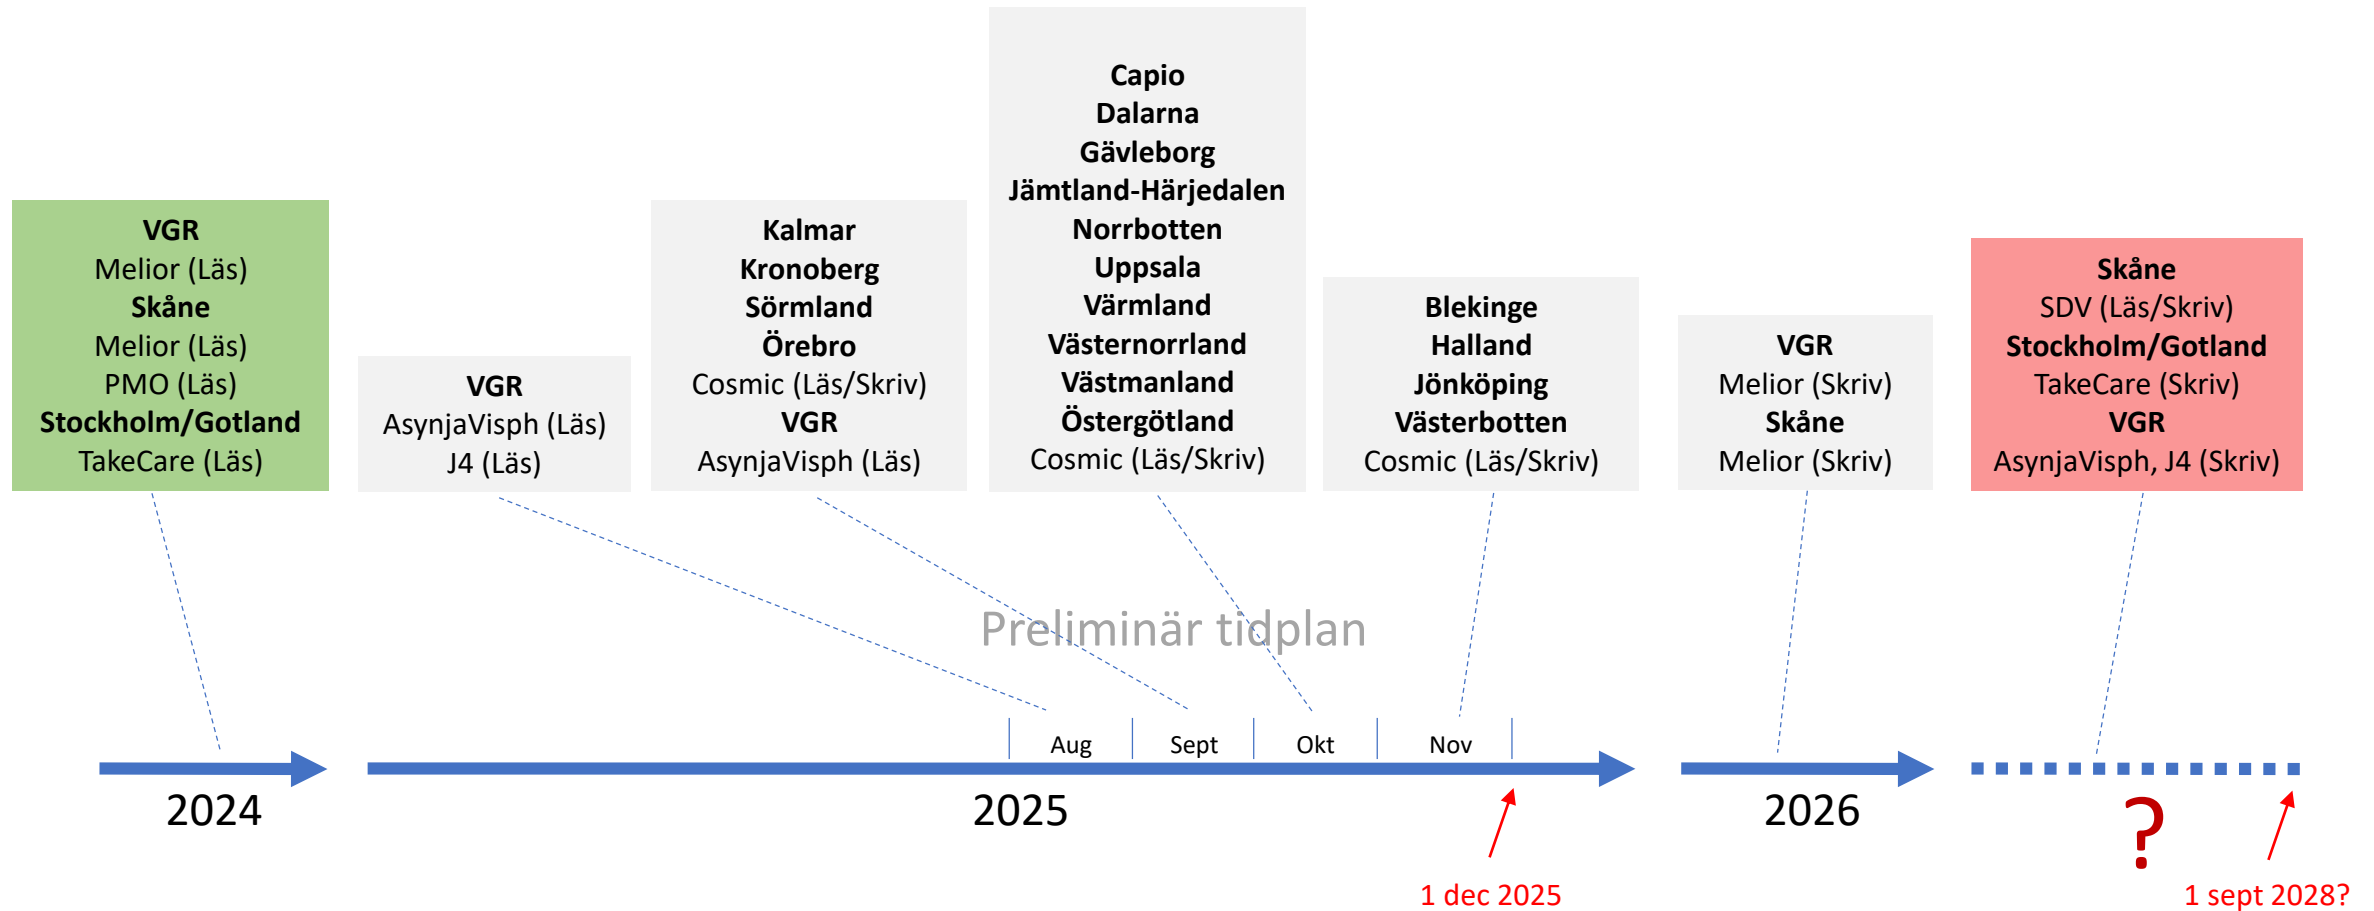 VGR
Melior (Läs)
Skåne
Melior (Läs)
PMO (Läs)
Stockholm/Gotland
TakeCare (Läs)
VGR
AsynjaVisph (Läs)
J4 (Läs)
Kalmar
Kronoberg
Sörmland
Örebro
Cosmic (Läs/Skriv)
VGR
AsynjaVisph (Läs)
Capio
Dalarna
Gävleborg
Jämtland-Härjedalen
Norrbotten
Uppsala
Värmland
Västernorrland
Västmanland
Östergötland
Cosmic (Läs/Skriv)
Blekinge
Halland
Jönköping
Västerbotten
Cosmic (Läs/Skriv)
VGR
Melior (Skriv)
Skåne
Melior (Skriv)
Skåne
SDV (Läs/Skriv)
Stockholm/Gotland
TakeCare (Skriv)
VGR
AsynjaVisph, J4 (Skriv)
Preliminär tidplan
Aug Sept Okt Nov
2024 2025 2026 ?
1 dec 2025 1 sept 2028?